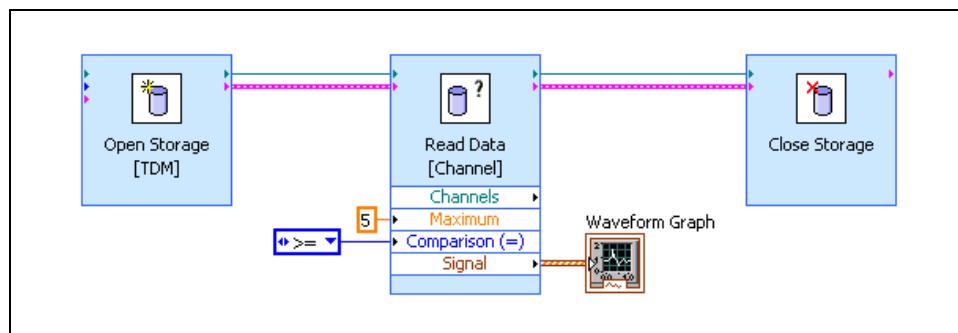 Open Storage
[TDM]
Read Data
[Channel]
?
Close Storage
Channels
5
Maximum
>=
Comparison (=)
Signal
Waveform Graph